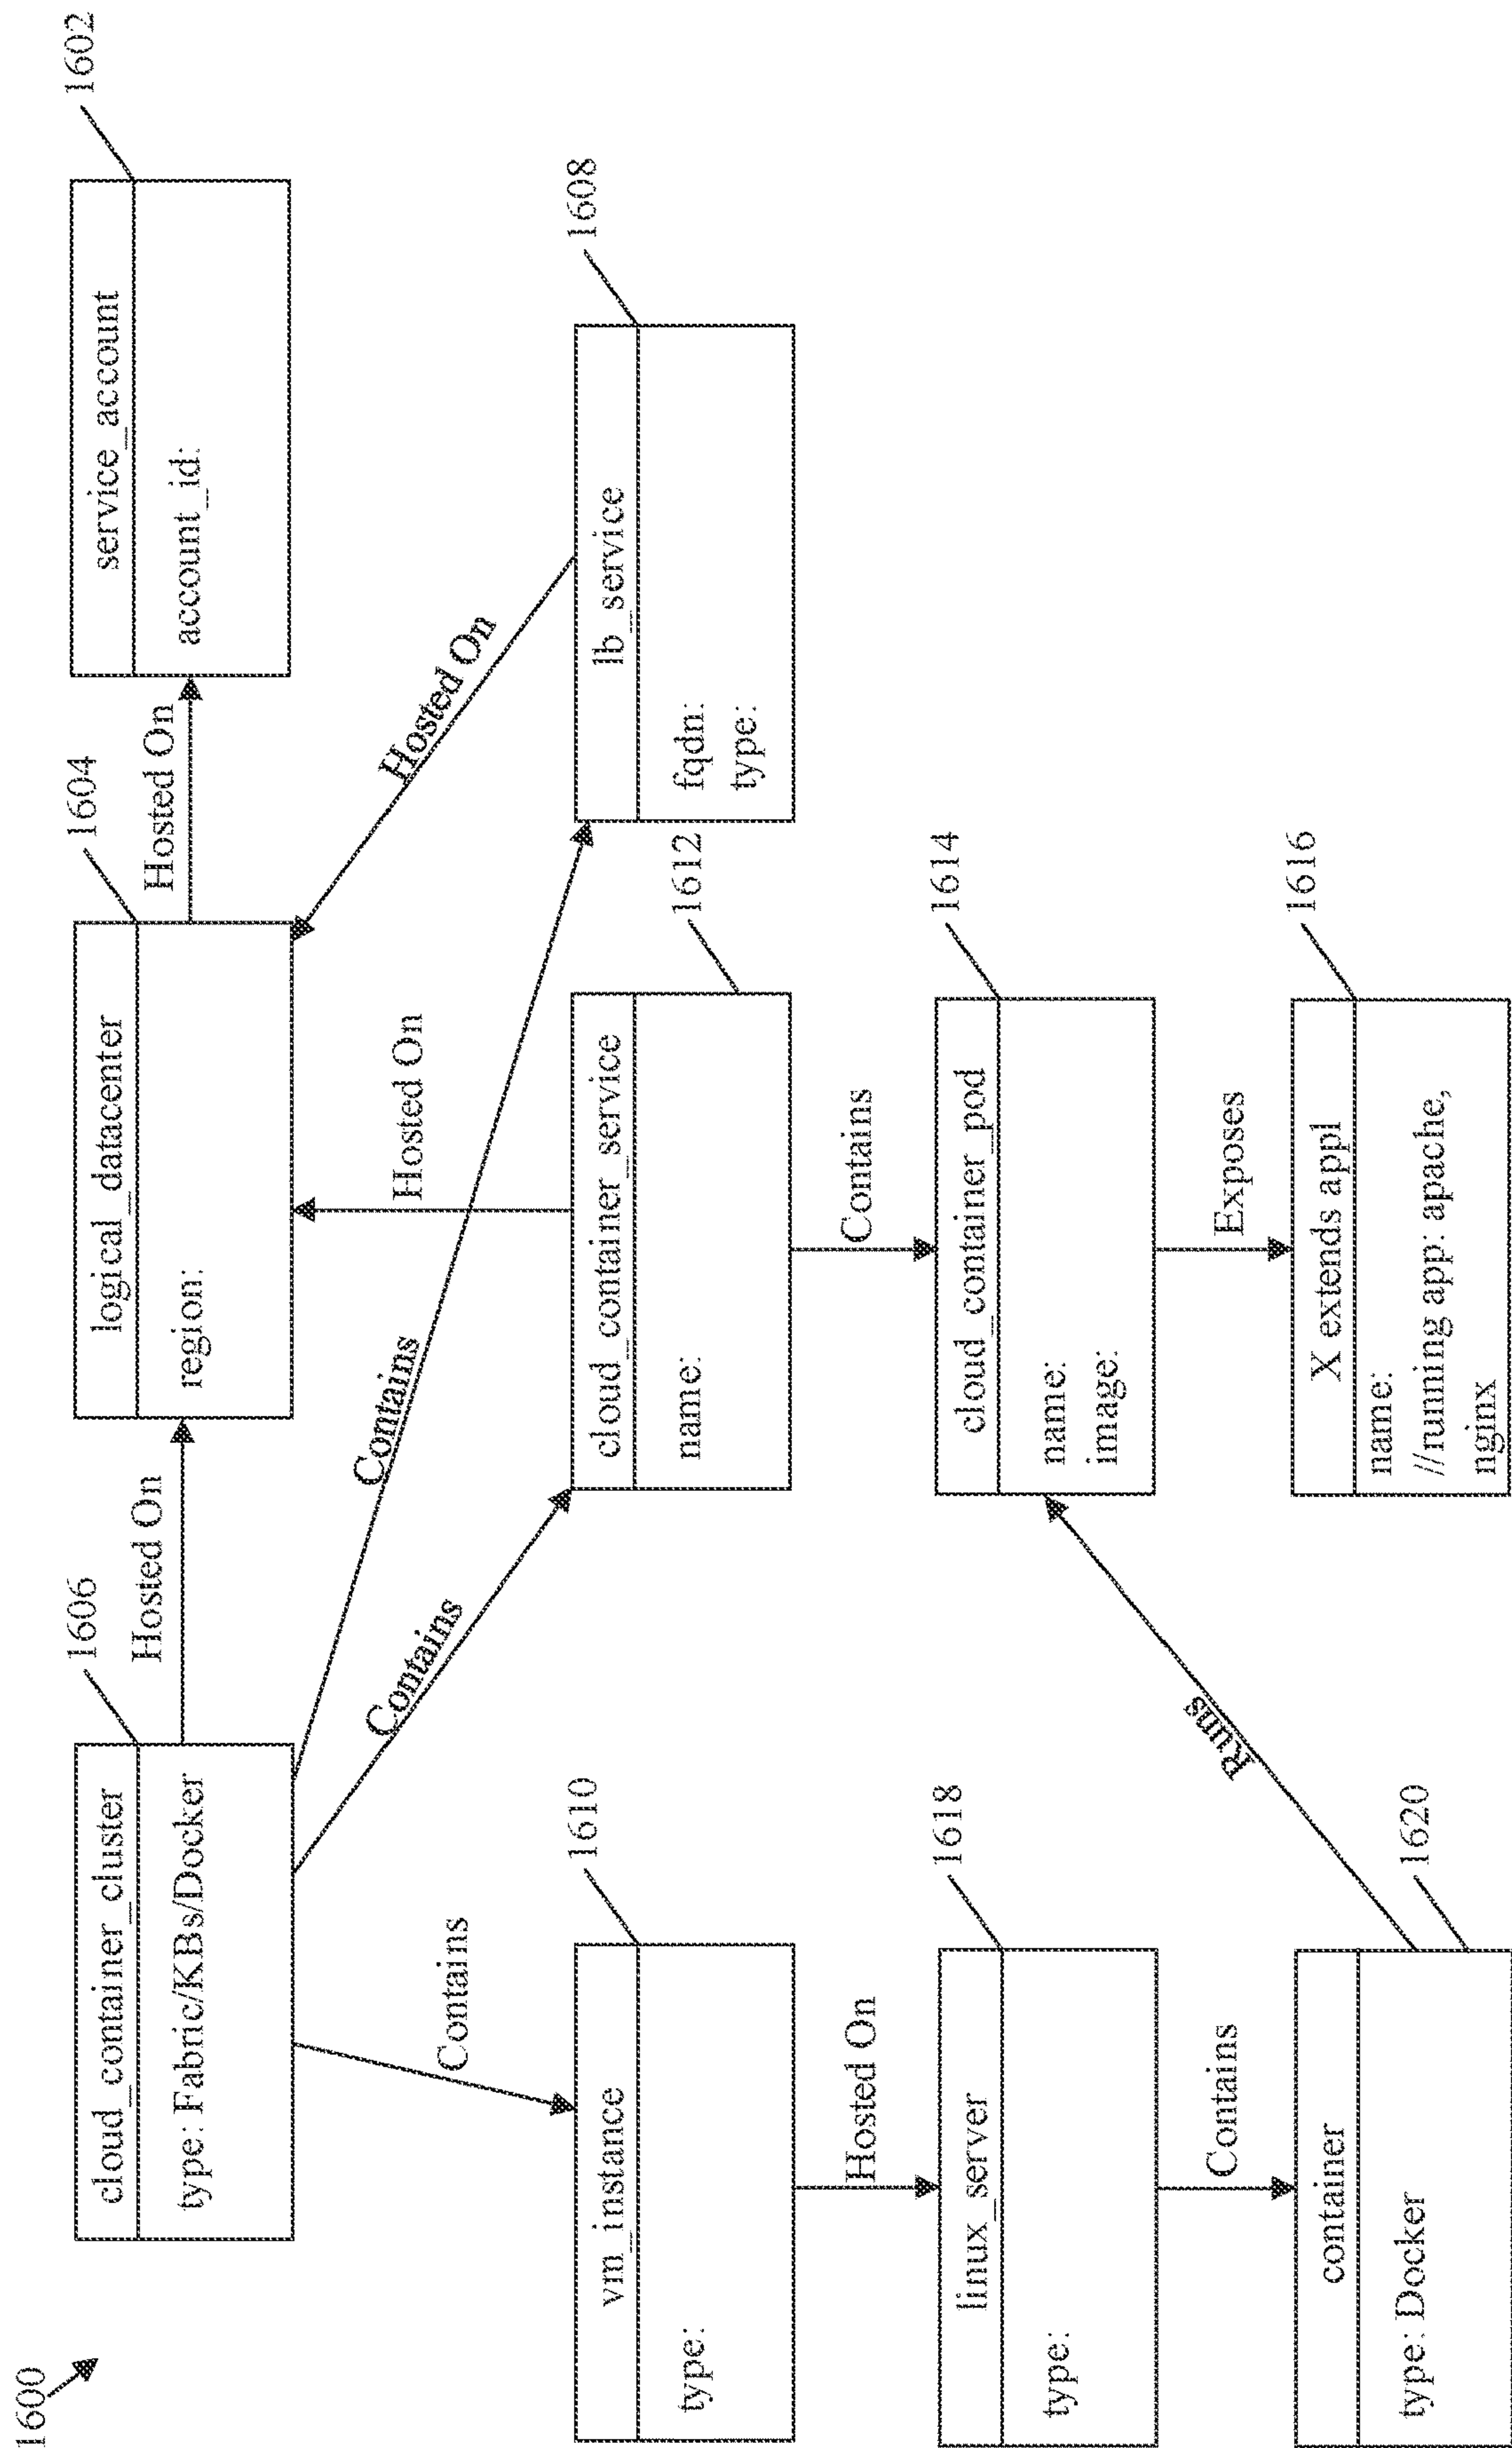 1600
cloud_container_cluster
type: Fabric/KBs/Docker
1606
Hosted On
logical_datacenter
region:
1604
Hosted On
service_account
account_id:
1602
Contains
Contains
Contains
Hosted On
Hosted On
vm_instance
type:
1610
cloud_container_service
name:
1612
lb_service
fqdn:
type:
1608
Hosted On
Contains
linux_server
type:
1618
cloud_container_pod
name:
image:
1614
Contains
Runs
Exposes
container
type: Docker
1620
X extends appl
name:
//running app: apache,
nginx
1616